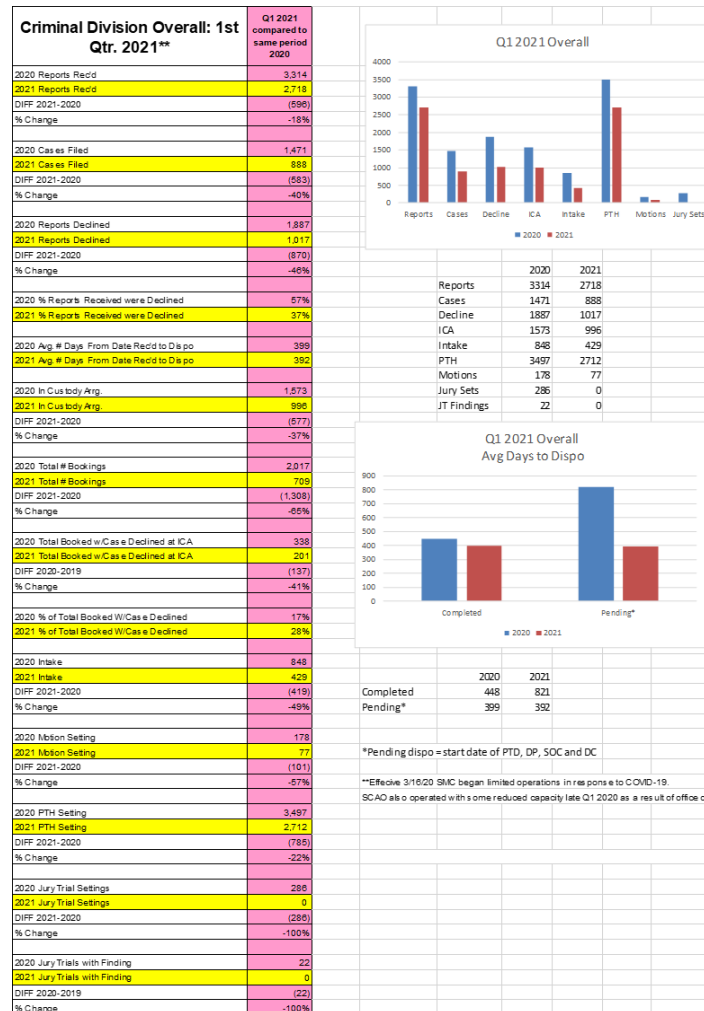 Criminal Division Overall: 1st
Qtr. 2021**
Q1 2021
compared to
same period
2020
2020 Reports Rec'd 3,314
2021 Reports Rec'd 2,718
DIFF 2021-2020 (596)
% Change -18%
2020 Cases Filed 1,471
2021 Cases Filed 888
DIFF 2021-2020 (583)
% Change -40%
2020 Reports Declined 1,887
2021 Reports Declined 1,017
DIFF 2021-2020 (870)
% Change -46%
2020 % Reports Received were Declined 57%
2021 % Reports Received were Declined 37%
2020 Avg. # Days From Date Rec'd to Dispo 399
2021 Avg. # Days From Date Rec'd to Dispo 392
2020 In Custody Arrg. 1,573
2021 In Custody Arrg. 996
DIFF 2021-2020 (577)
% Change -37%
2020 Total # Bookings 2,017
2021 Total # Bookings 709
DIFF 2021-2020 (1,308)
% Change -65%
2020 Total Booked w/Case Declined at ICA 338
2021 Total Booked w/Case Declined at ICA 201
DIFF 2020-2019 (137)
% Change -41%
2020 % of Total Booked W/Case Declined 17%
2021 % of Total Booked W/Case Declined 28%
2020 Intake 848
2021 Intake 429
DIFF 2021-2020 (419)
% Change -49%
2020 Motion Setting 178
2021 Motion Setting 77
DIFF 2021-2020 (101)
% Change -57%
2020 PTH Setting 3,497
2021 PTH Setting 2,712
DIFF 2021-2020 (785)
% Change -22%
2020 Jury Trial Settings 286
2021 Jury Trial Settings 0
DIFF 2021-2020 (286)
% Change -100%
2020 Jury Trials with Finding 22
2021 Jury Trials with Finding 0
DIFF 2020-2019 (22)
% Change -100%
Q1 2021 Overall
4000
3500
3000
2500
2000
1500
1000
500
0
Reports Cases Decline ICA Intake PTH Motions Jury Sets
2020 2021
2020 2021
Reports 3314 2718
Cases 1471 888
Decline 1887 1017
ICA 1573 996
Intake 848 429
PTH 3497 2712
Motions 178 77
Jury Sets 286 0
JT Findings 22 0
Q1 2021 Overall
Avg Days to Dispo
900
800
700
600
500
400
300
200
100
0
Completed Pending*
2020 2021
2020 2021
Completed 448 821
Pending* 399 392
*Pending dispo = start date of PTD, DP, SOC and DC
**Effecive 3/16/20 SMC began limited operations in response to COVID-19.
SCAO also operated with some reduced capacity late Q1 2020 as a result of office